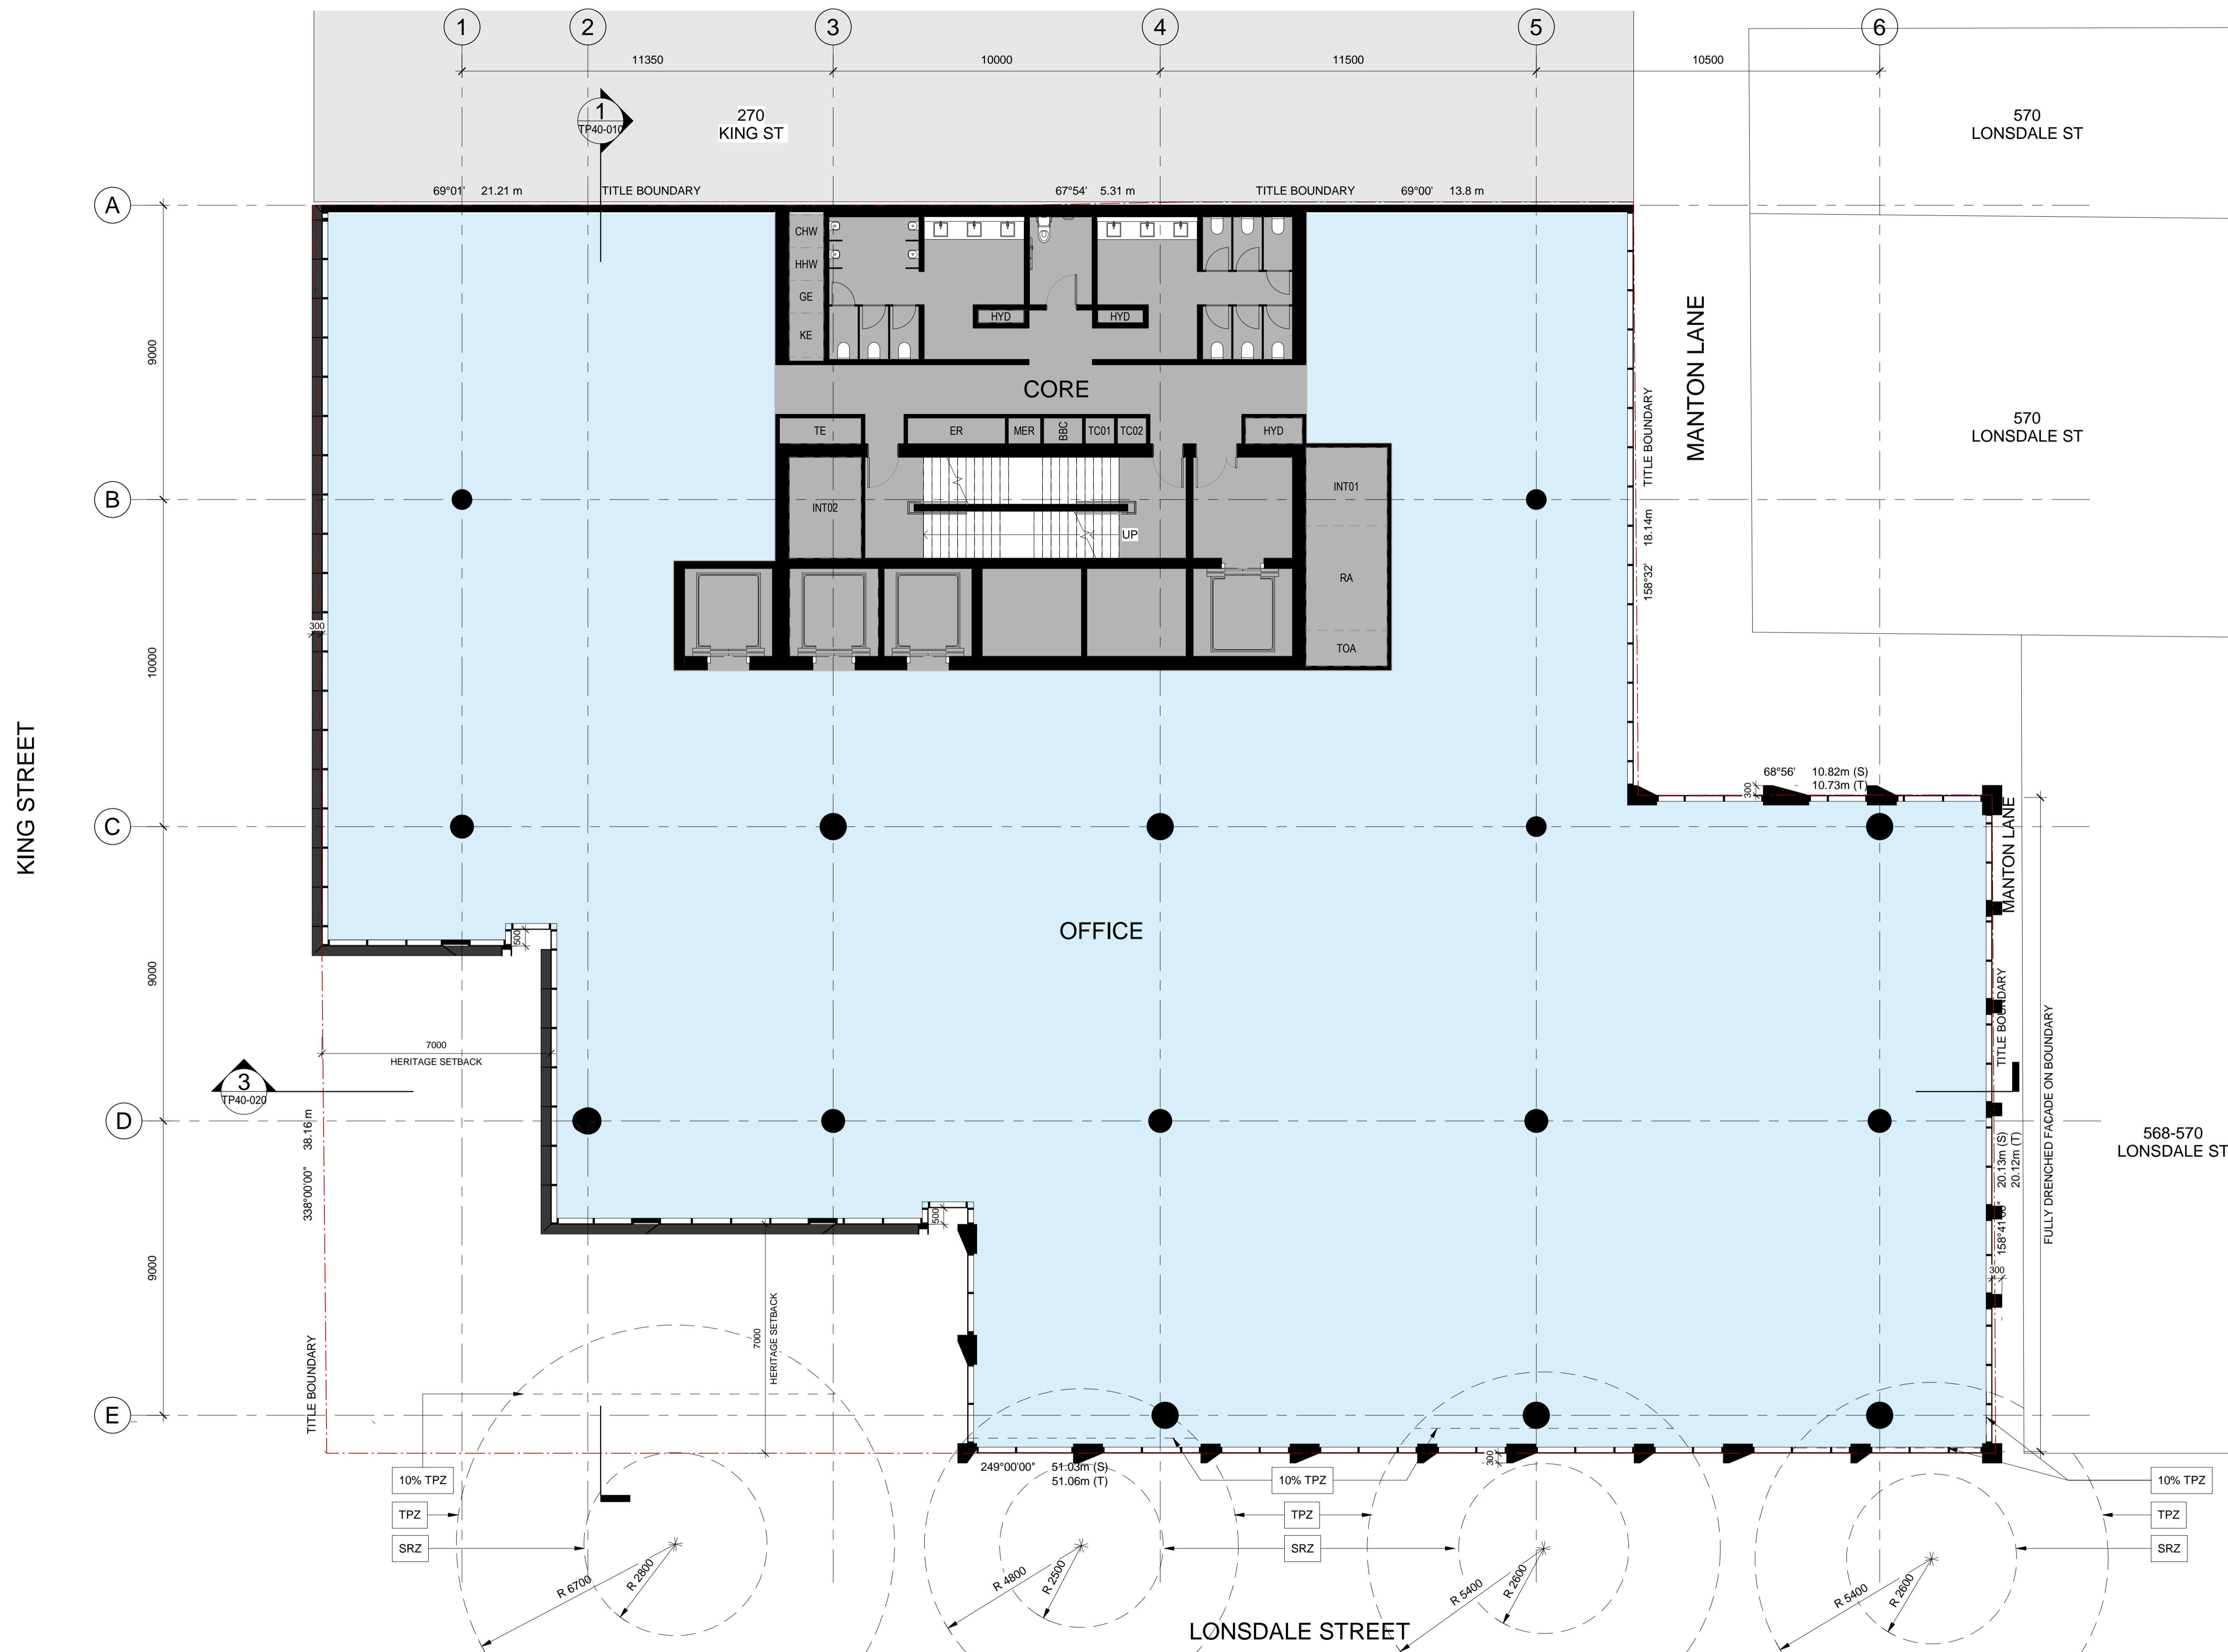 1
2
3
4
5
6
11350
10000
11500
10500
1
TP40-010
270
KING ST
570
LONSDALE ST
69°01' 21.21 m
TITLE BOUNDARY
67°54' 5.31 m
TITLE BOUNDARY
69°00' 13.8 m
A
CHW
HHW
GE
KE
HYD
HYD
9000
CORE
MANTON LANE
TITLE BOUNDARY
570
LONSDALE ST
TE
ER
MER
BBC
TC01
TC02
HYD
B
INT02
INT01
UP
18.14m
158°32'
RA
TOA
300
10000
KING STREET
68°56' 10.82m (S)
10.73m (T)
300
MANTON LANE
C
OFFICE
500
9000
7000
HERITAGE SETBACK
TITLE BOUNDARY
FULLY DRENCHED FACADE ON BOUNDARY
3
TP40-020
D
38.16 m
338°00'00"
568-570
LONSDALE ST
20.13m (S)
20.12m (T)
158°41'00"
500
300
9000
7000
HERITAGE SETBACK
TITLE BOUNDARY
E
249°00'00" 51.03m (S)
51.06m (T)
300
10% TPZ
TPZ
SRZ
10% TPZ
TPZ
SRZ
10% TPZ
TPZ
SRZ
R 6700
R 2800
R 4800
R 2500
R 5400
R 2600
R 5400
R 2600
LONSDALE STREET